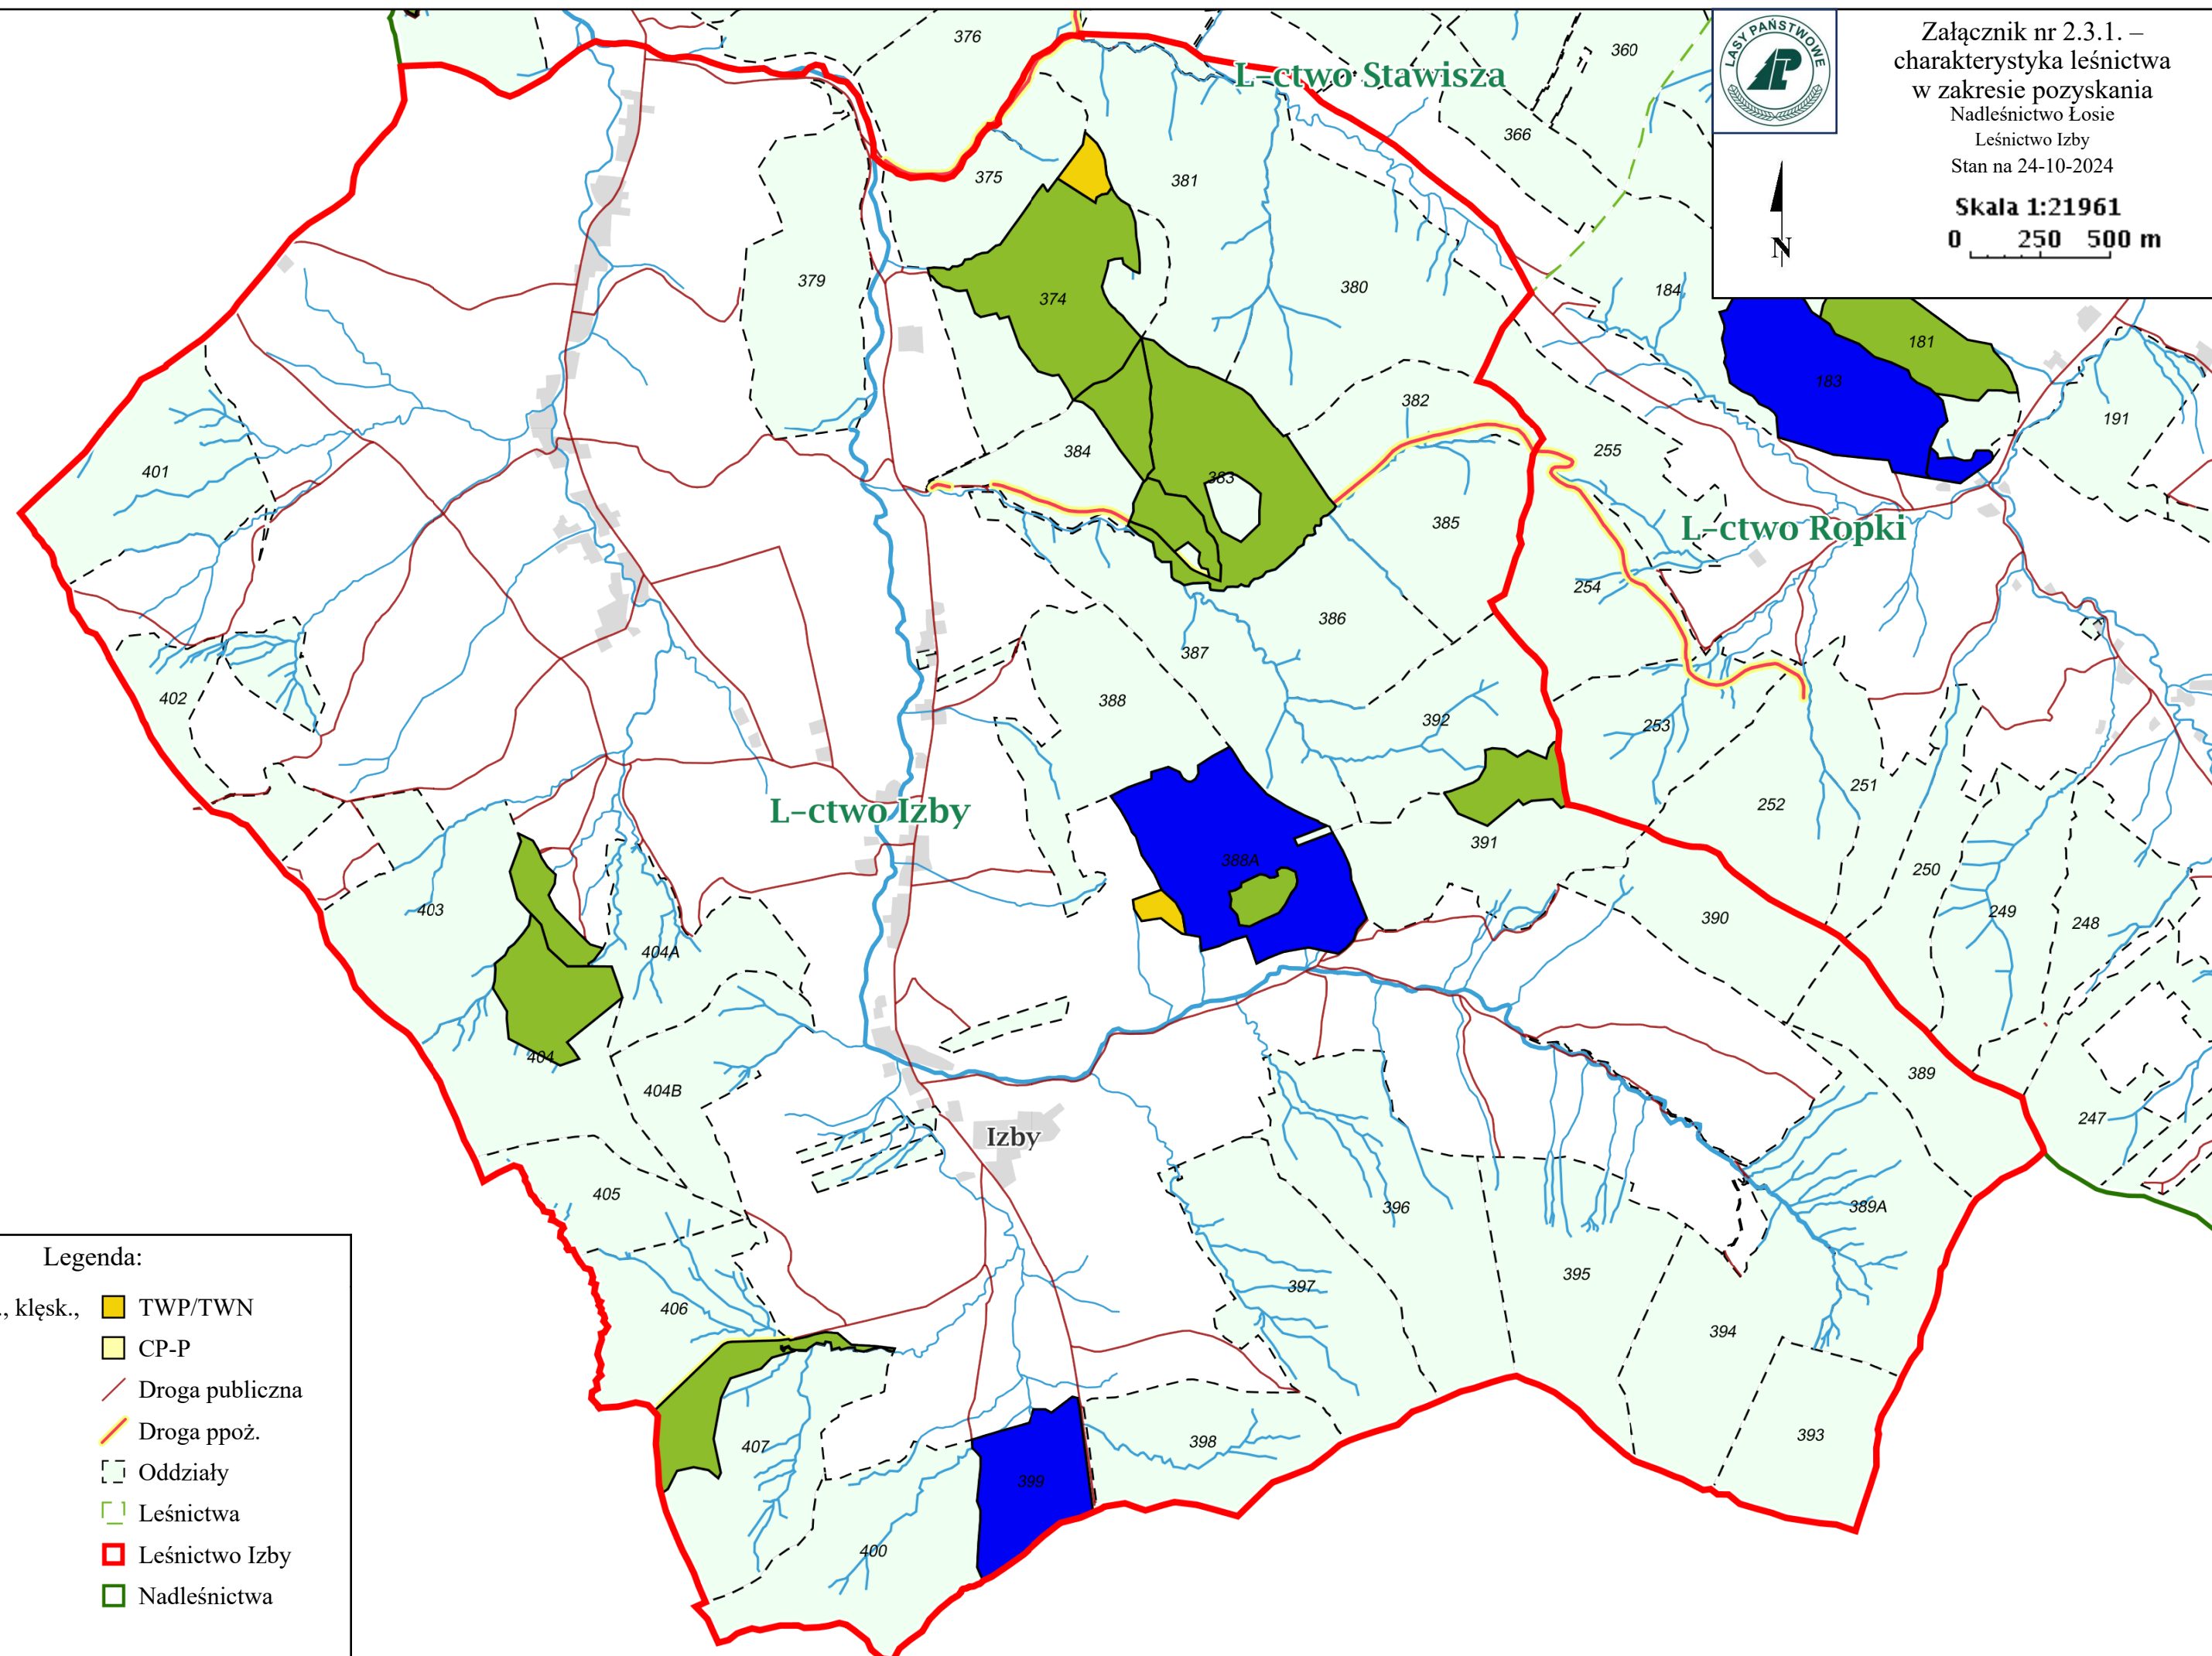 LASY PAŃSTWOWE
Załącznik nr 2.3.1. –
charakterystyka leśnictwa
w zakresie pozyskania
Nadleśnictwo Łosie
Leśnictwo Izby
Stan na 24-10-2024
Skala 1:21961
0 250 500 m
N
376
360
L-ctwo Stawisza
366
375
381
379
374
380
184
181
183
191
382
384
383
255
401
385
L-ctwo Ropki
254
386
387
402
388
392
253
251
252
L-ctwo Izby
391
388A
250
403
390
249
248
404A
404
404B
389
247
Izby
405
396
389A
397
395
406
394
407
398
393
399
400
Legenda:
., klęsk.,
TWP/TWN
CP-P
Droga publiczna
Droga ppoż.
Oddziały
Leśnictwa
Leśnictwo Izby
Nadleśnictwa